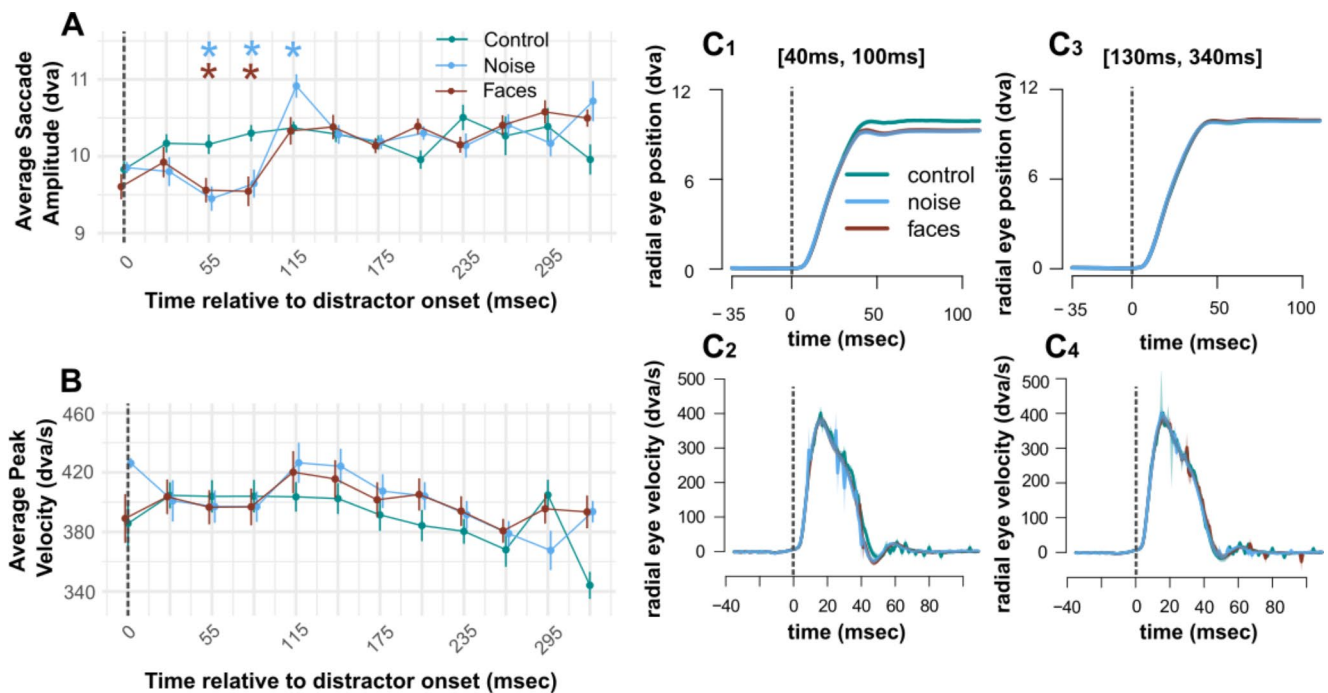 A
Control
Noise
Faces
* * *
* *
Average Saccade
Amplitude (dva)
11
10
9
0 55 115 175 235 295
Time relative to distractor onset (msec)
B
Average Peak
Velocity (dva/s)
460
420
380
340
0 55 115 175 235 295
Time relative to distractor onset (msec)
C1
[40ms, 100ms]
radial eye position (dva)
12
6
0
control
noise
faces
−35 0 50 100
time (msec)
C3
[130ms, 340ms]
radial eye position (dva)
12
6
0
−35 0 50 100
time (msec)
C2
radial eye velocity (dva/s)
500
400
300
200
100
0
−40 0 20 40 60 80
time (msec)
C4
radial eye velocity (dva/s)
500
400
300
200
100
0
−40 0 20 40 60 80
time (msec)